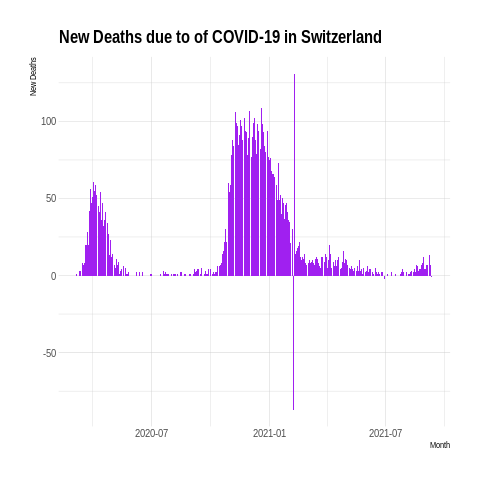 New Deaths due to of COVID-19 in Switzerland
New Deaths
100
50
0
-50
2020-07
2021-01
2021-07
Month